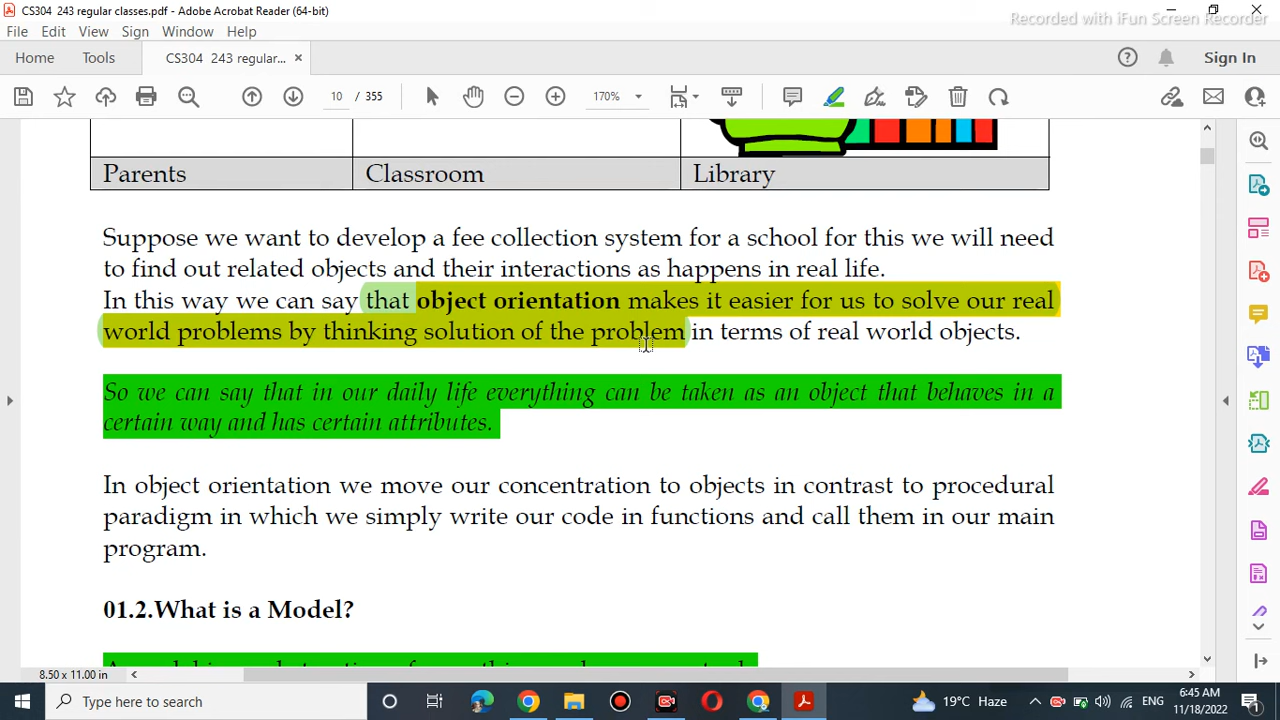 CS304 243 regular classes.pdf - Adobe Acrobat Reader (64-bit)
Recorded with iFun Screen Recorder
File Edit View Sign Window Help
Home Tools CS304 243 regular... × Sign In
10 / 355 170%
Parents Classroom Library
Suppose we want to develop a fee collection system for a school for this we will need
to find out related objects and their interactions as happens in real life.
In this way we can say that object orientation makes it easier for us to solve our real
world problems by thinking solution of the problem in terms of real world objects.
So we can say that in our daily life everything can be taken as an object that behaves in a
certain way and has certain attributes.
In object orientation we move our concentration to objects in contrast to procedural
paradigm in which we simply write our code in functions and call them in our main
program.
01.2.What is a Model?
8.50 x 11.00 in
Type here to search 19°C Haze ENG 6:45 AM
11/18/2022